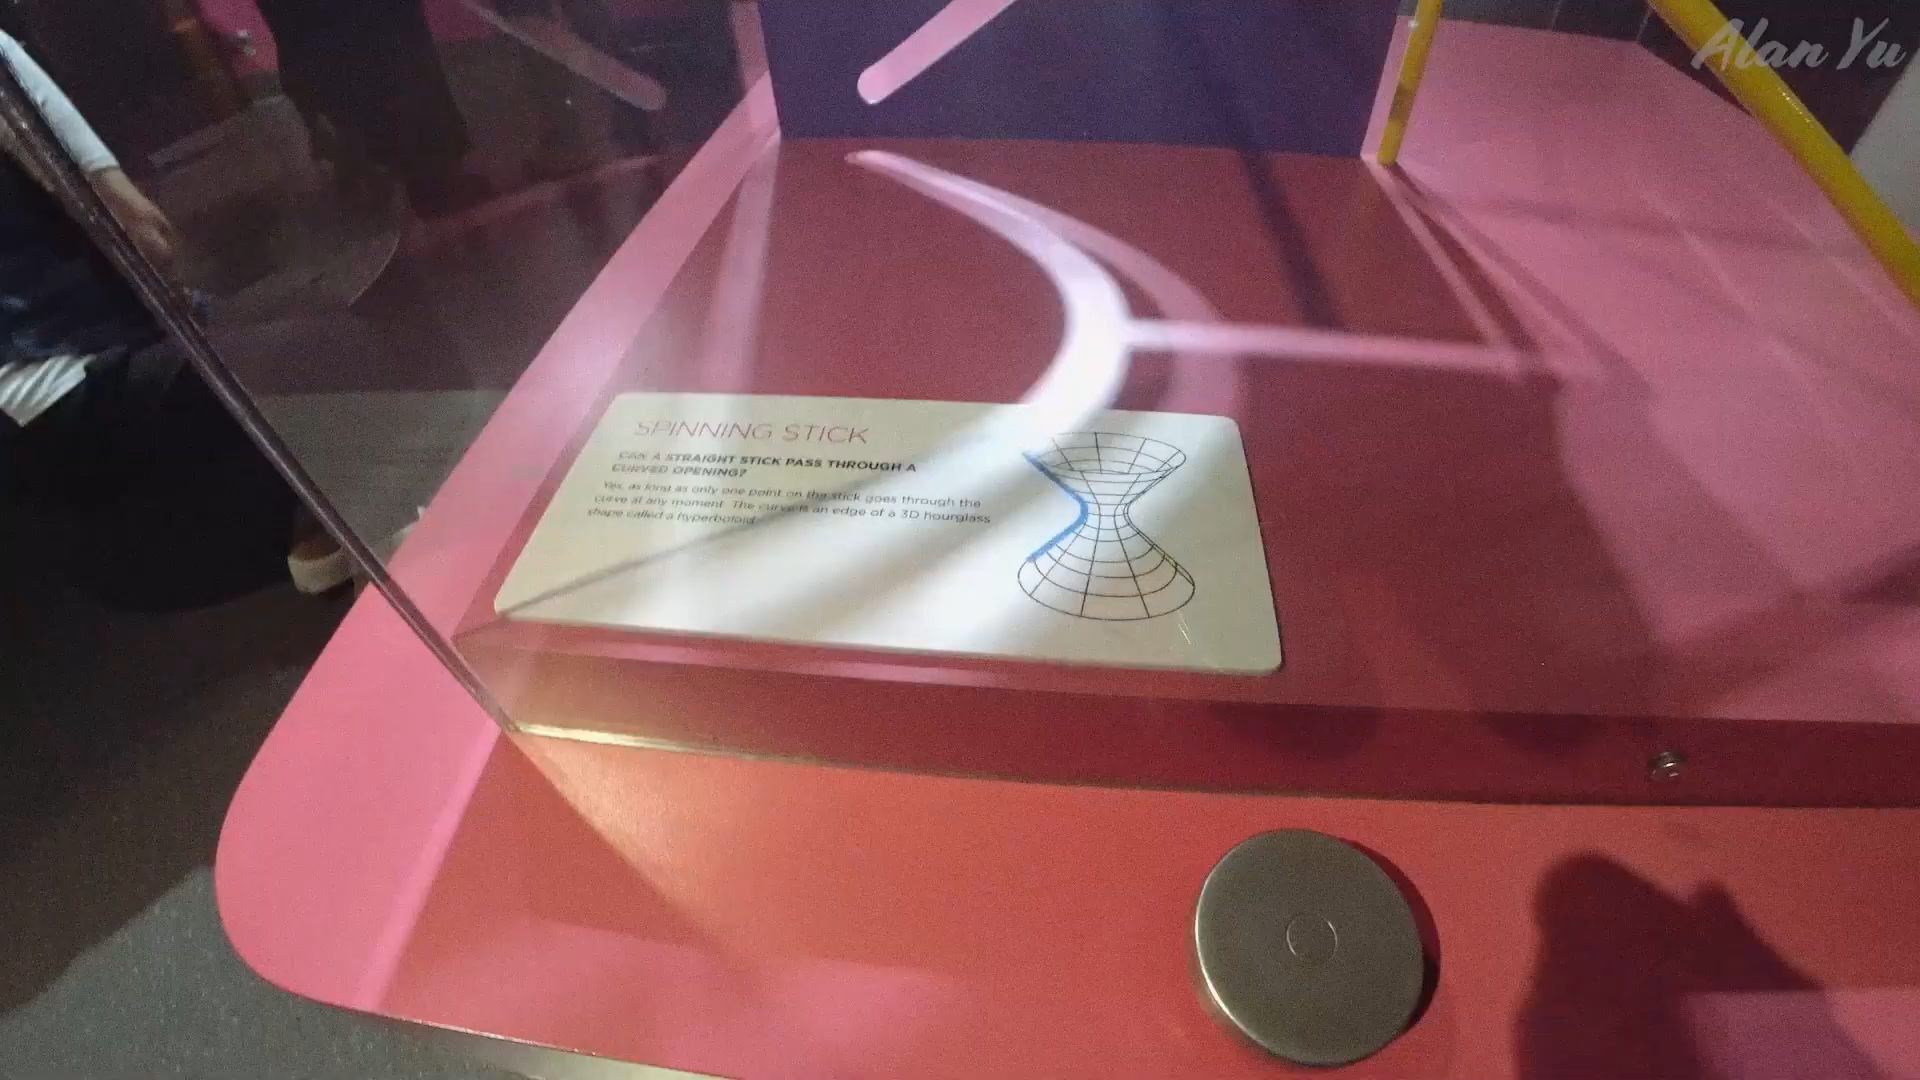 Alan Yu
SPINNING STICK
CAN A STRAIGHT STICK PASS THROUGH A
CURVED OPENING?
Yes, as long as only one point on the stick goes through the
curve at any moment. The curve is an edge of a 3D hourglass
shape called a hyperboloid.